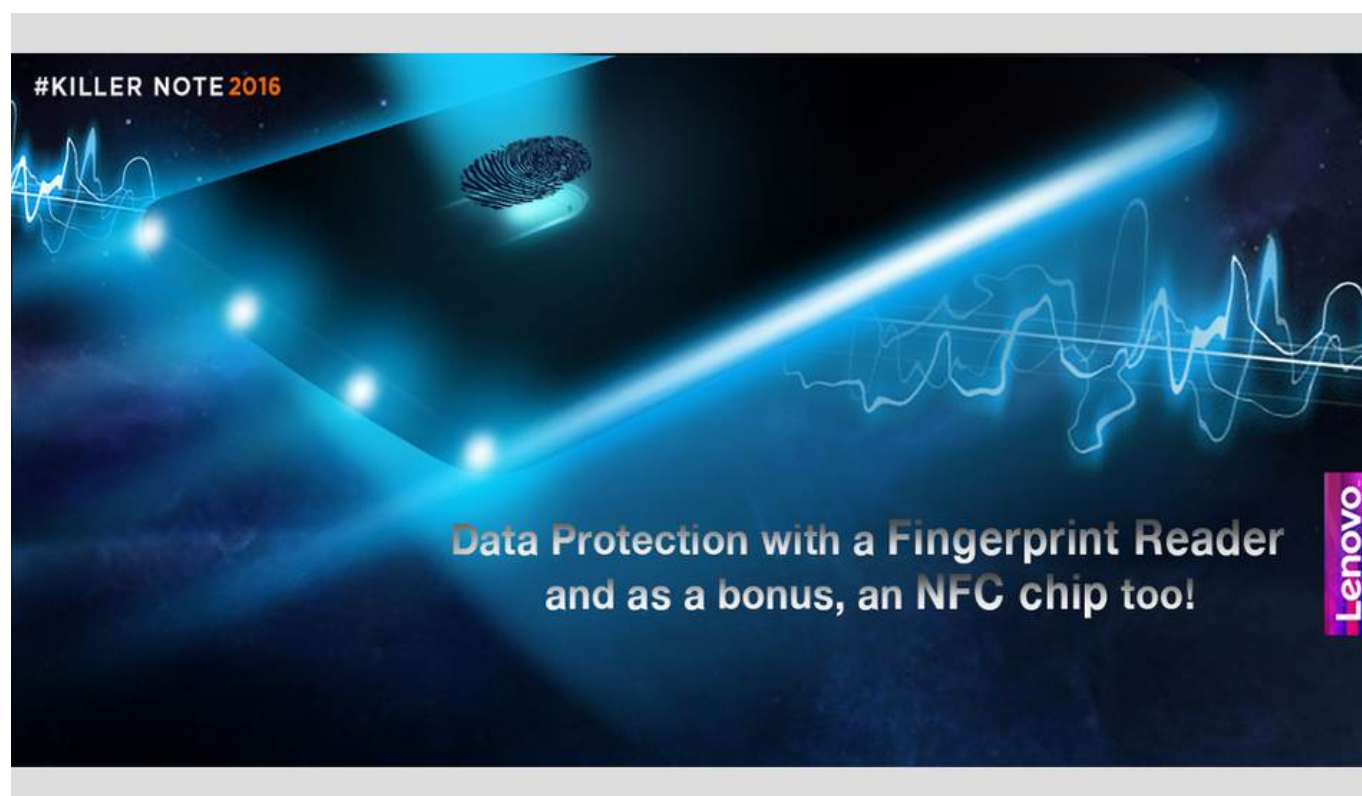 #KILLER NOTE 2016
Data Protection with a Fingerprint Reader
and as a bonus, an NFC chip too!
Lenovo